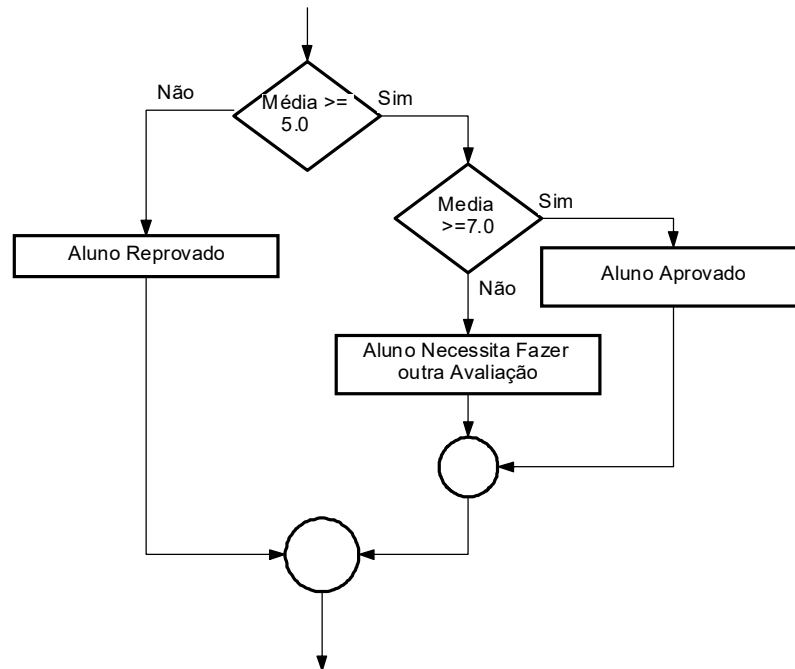 Não
Média >=
5.0
Sim
Media
>=7.0
Sim
Aluno Reprovado
Não
Aluno Aprovado
Aluno Necessita Fazer
outra Avaliação